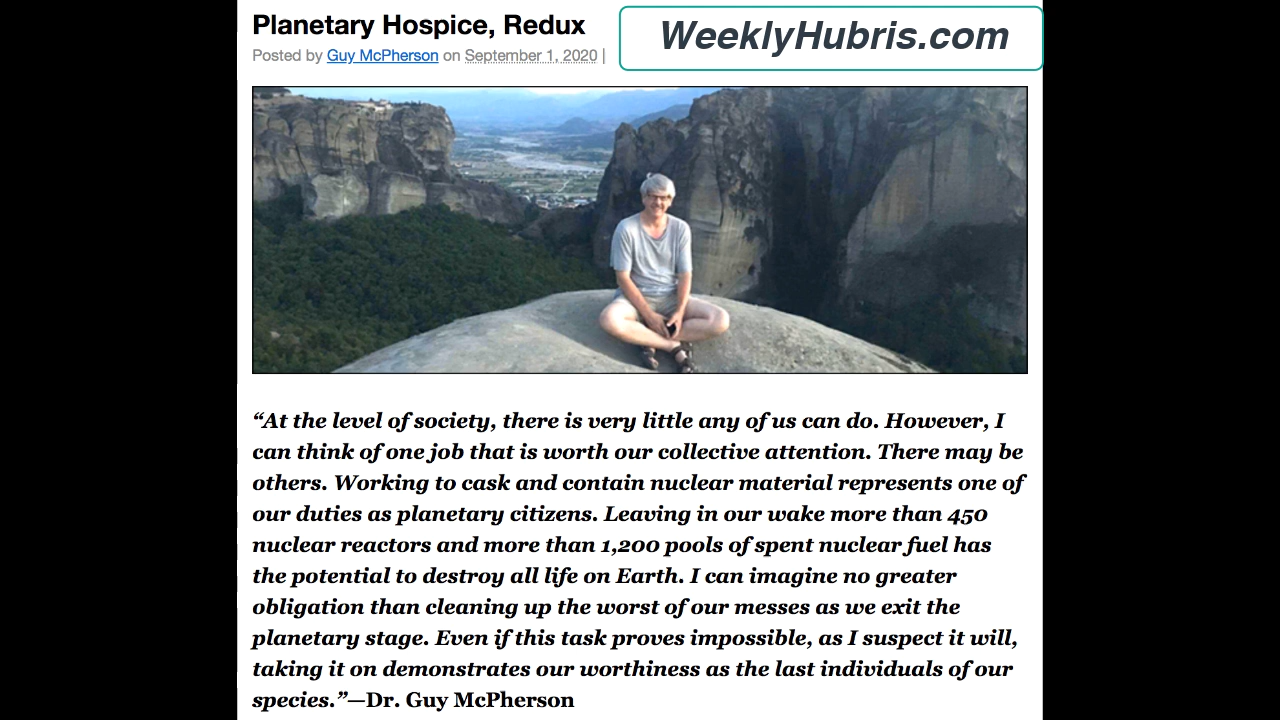 Planetary Hospice, Redux
WeeklyHubris.com
Posted by Guy McPherson on September 1, 2020 |
“At the level of society, there is very little any of us can do. However, I
can think of one job that is worth our collective attention. There may be
others. Working to cask and contain nuclear material represents one of
our duties as planetary citizens. Leaving in our wake more than 450
nuclear reactors and more than 1,200 pools of spent nuclear fuel has
the potential to destroy all life on Earth. I can imagine no greater
obligation than cleaning up the worst of our messes as we exit the
planetary stage. Even if this task proves impossible, as I suspect it will,
taking it on demonstrates our worthiness as the last individuals of our
species.”—Dr. Guy McPherson